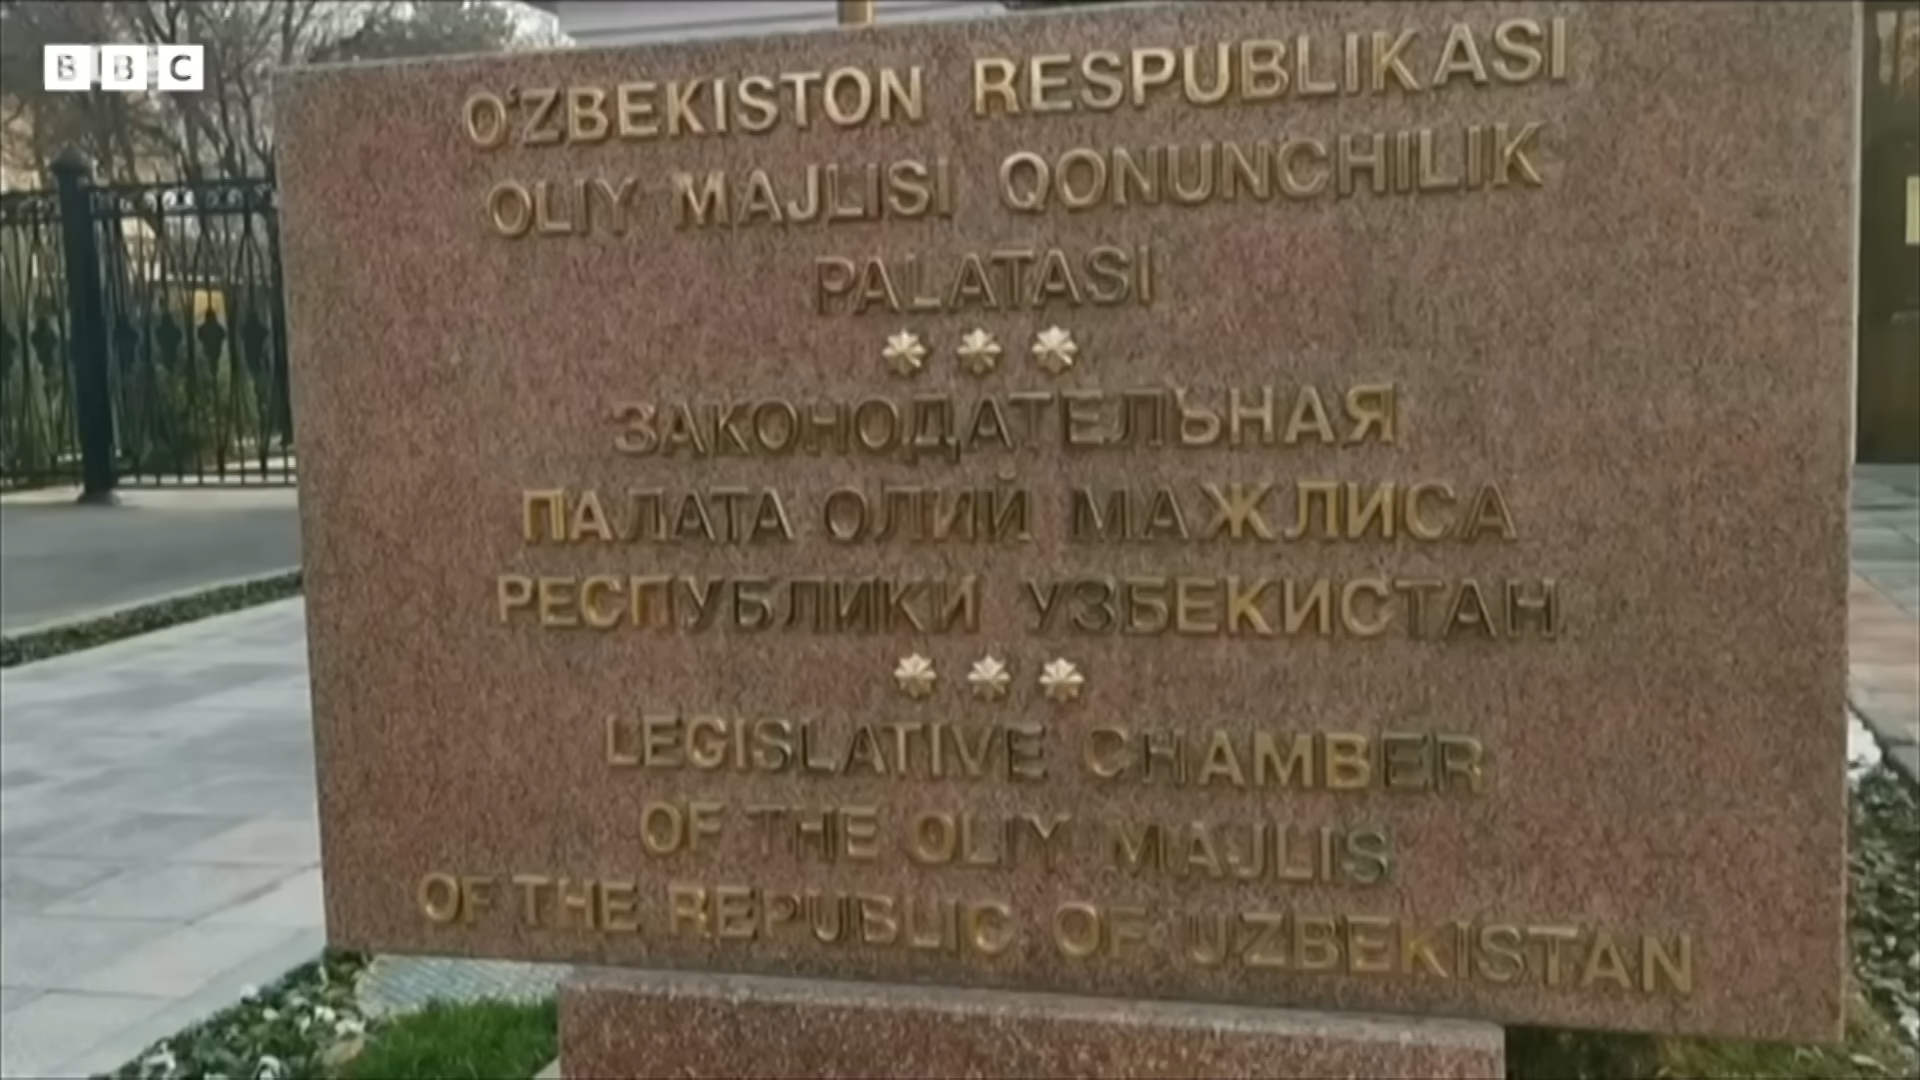 BBC
O‘ZBEKISTON RESPUBLIKASI
OLIY MAJLISI QONUNCHILIK
PALATASI
ЗАКОНОДАТЕЛЬНАЯ
ПАЛАТА ОЛИЙ МАЖЛИСА
РЕСПУБЛИКИ УЗБЕКИСТАН
LEGISLATIVE CHAMBER
OF THE OLIY MAJLIS
OF THE REPUBLIC OF UZBEKISTAN